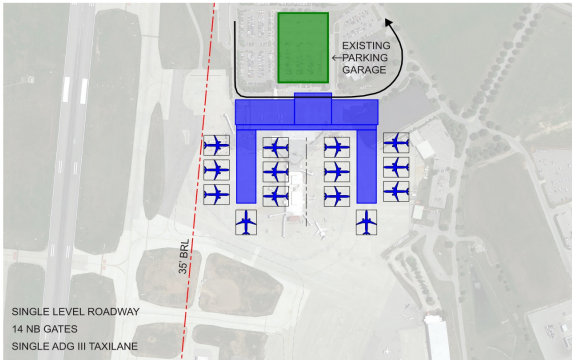 EXISTING
PARKING
GARAGE
35' BRL
SINGLE LEVEL ROADWAY
14 NB GATES
SINGLE ADG III TAXILANE